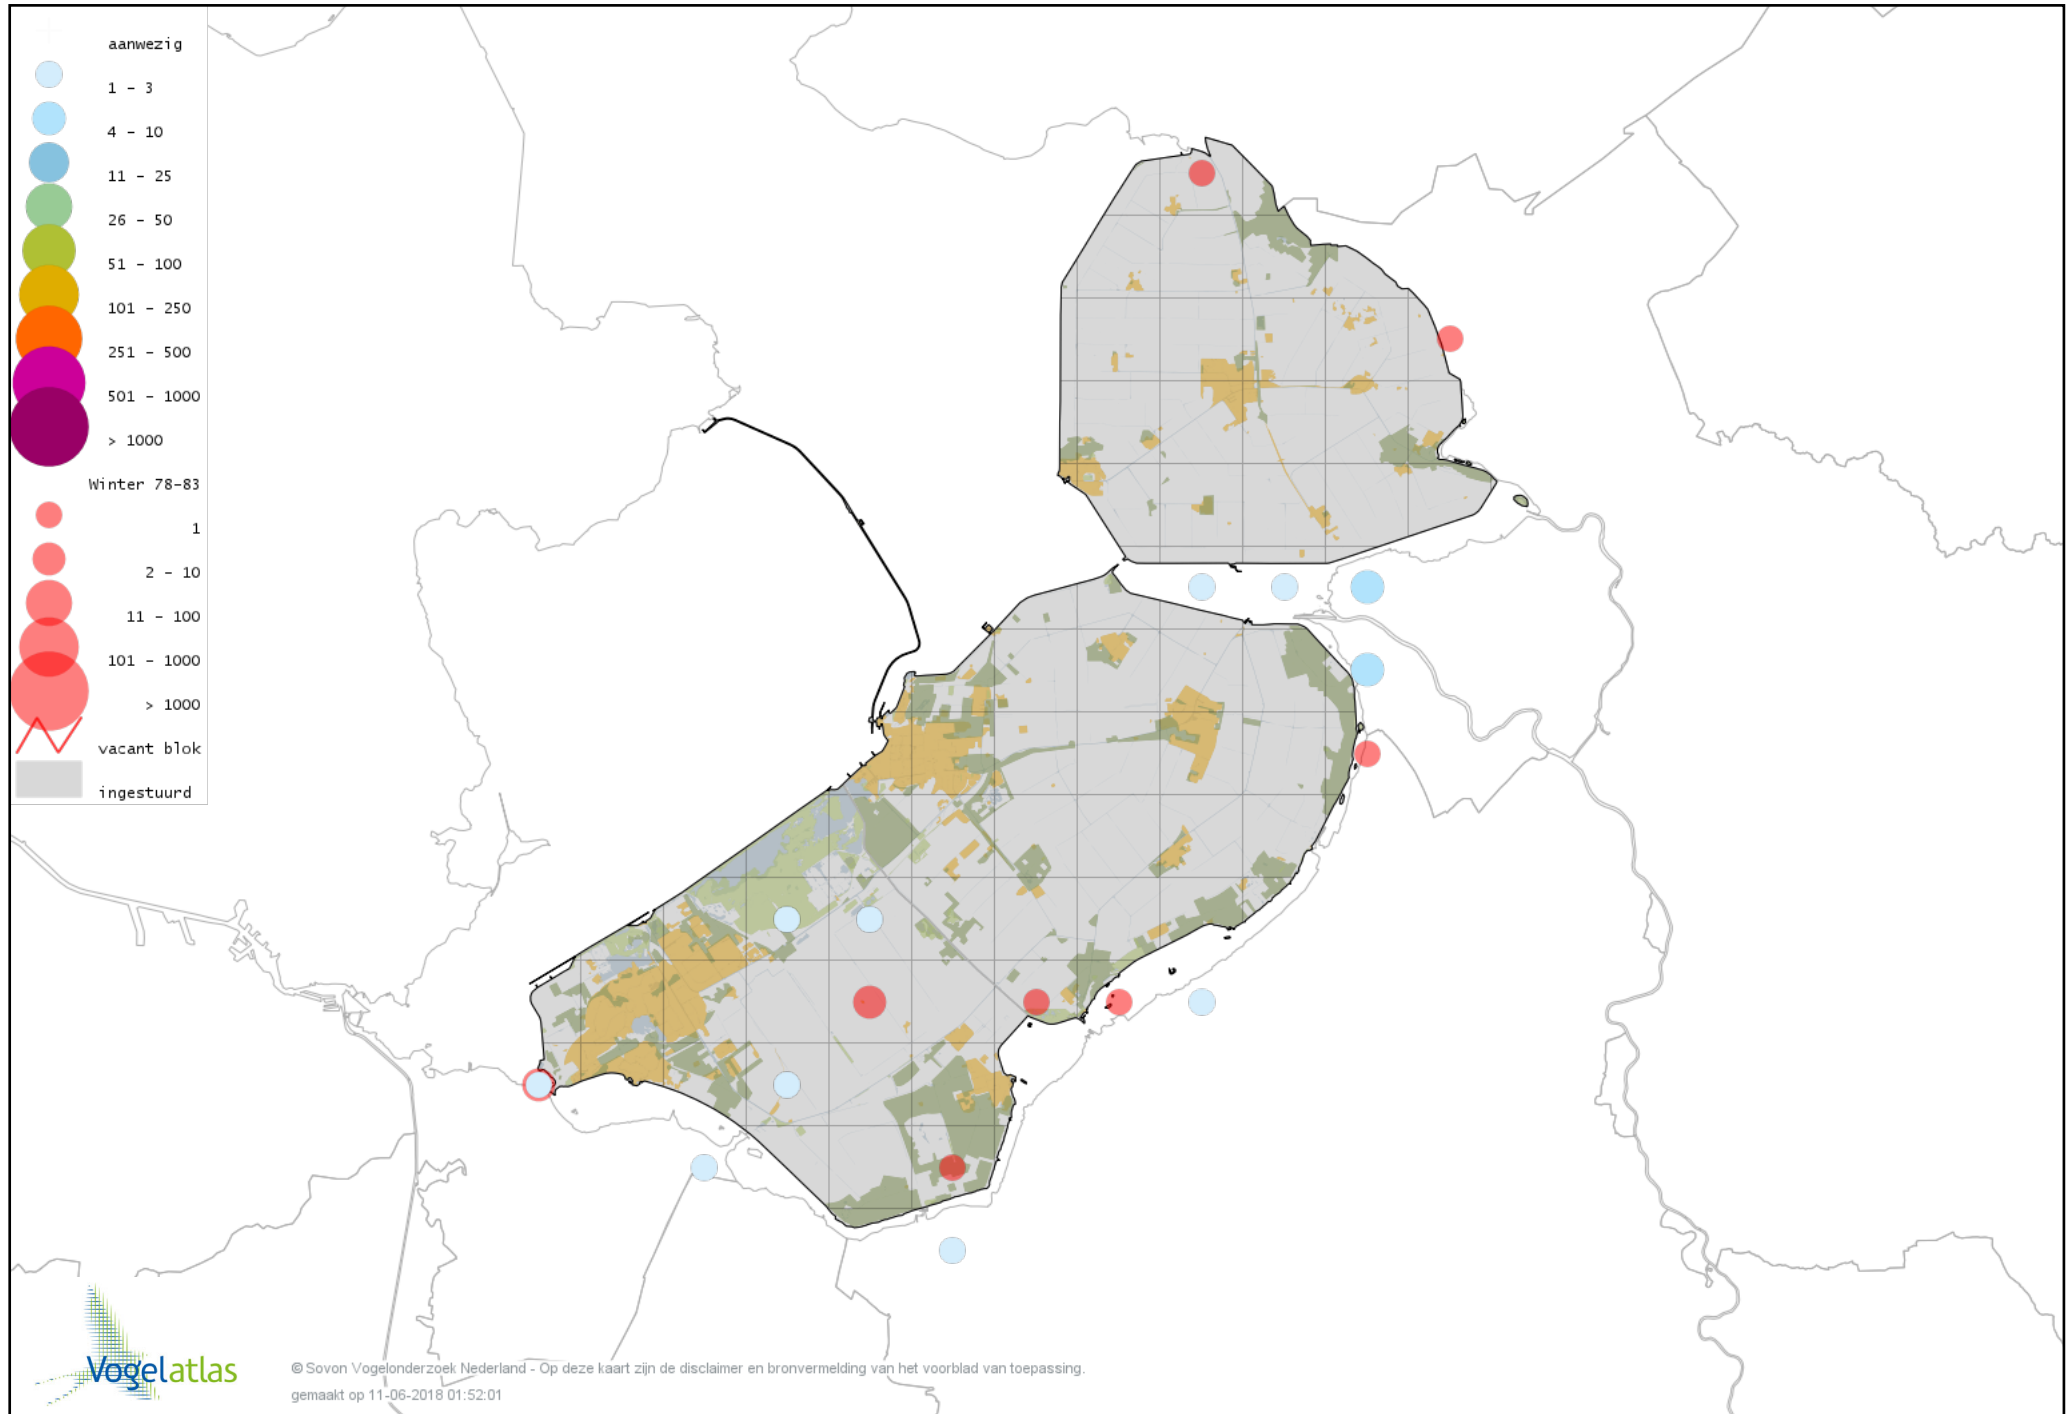 aanwezig
1 – 3
4 – 10
11 – 25
26 – 50
51 – 100
101 – 250
251 – 500
501 – 1000
> 1000
Winter 78-83
1
2 – 10
11 – 100
101 – 1000
> 1000
vacant blok
ingestuurd
Vogelatlas
© Sovon Vogelonderzoek Nederland - Op deze kaart zijn de disclaimer en bronvermelding van het voorblad van toepassing.
gemaakt op 11-06-2018 01:52:01